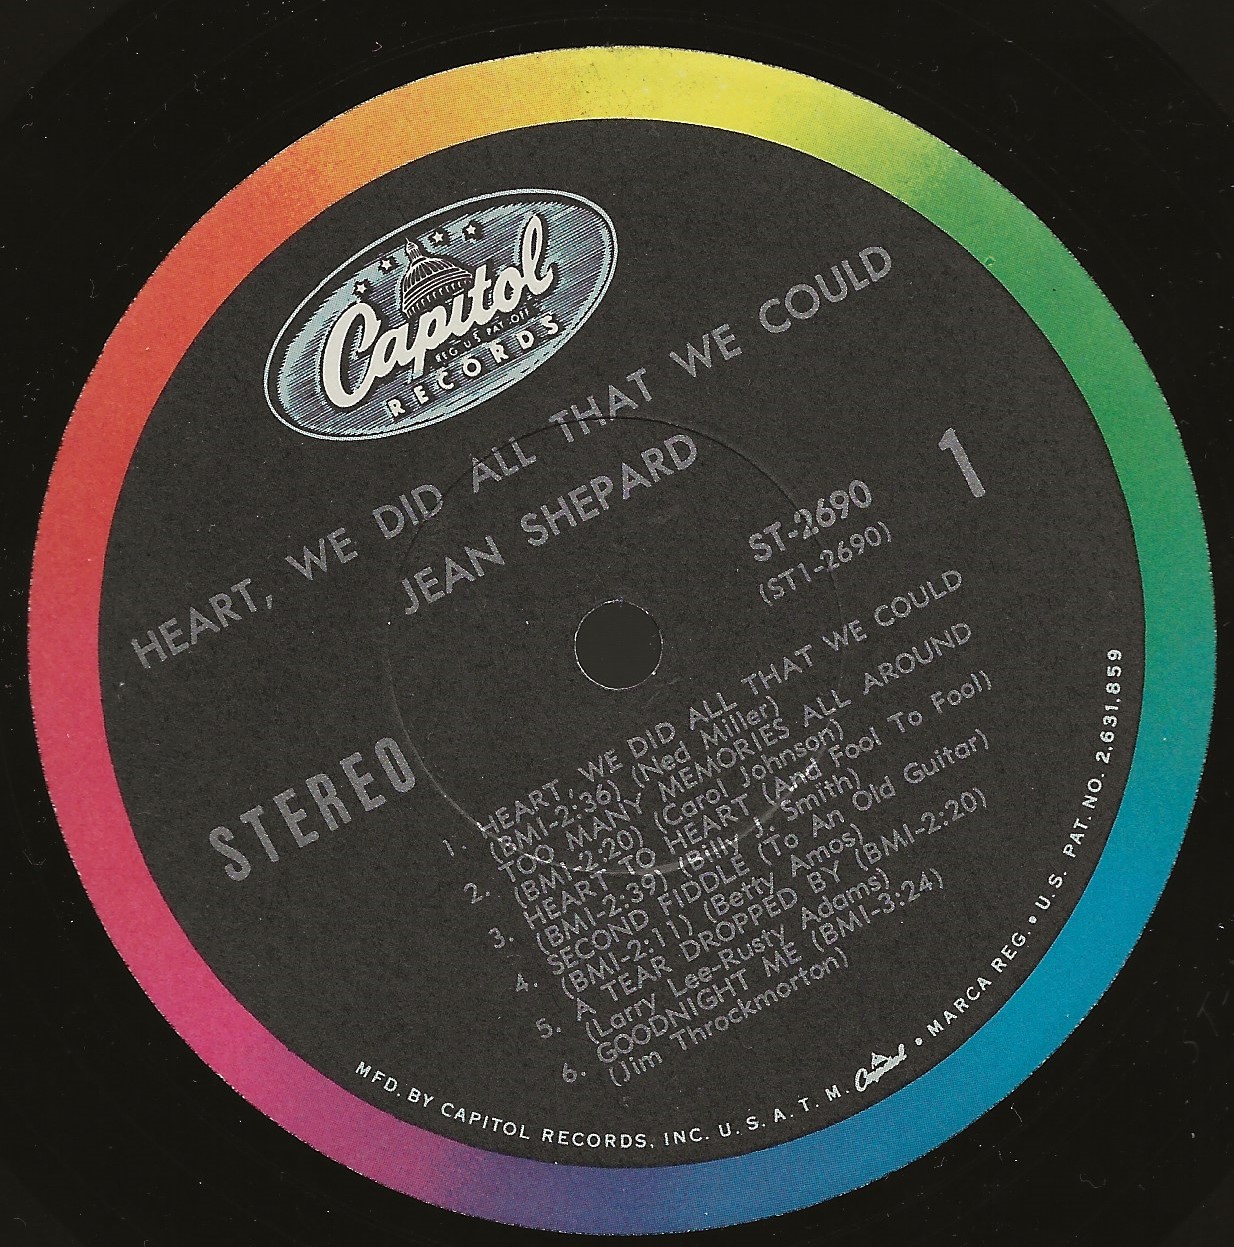 Capitol
REG. U.S. PAT. OFF.
RECORDS
HEART, WE DID ALL THAT WE COULD
JEAN SHEPARD
ST-2690
(ST1-2690)
1
STEREO
1. HEART, WE DID ALL THAT WE COULD
(BMI-2:36) (Ned Miller)
2. TOO MANY MEMORIES ALL AROUND
(BMI-2:20) (Carol Johnson)
3. HEART TO HEART (And Fool To Fool)
(BMI-2:39) (Billy J. Smith)
4. SECOND FIDDLE (To An Old Guitar)
(BMI-2:11) (Betty Amos)
5. A TEAR DROPPED BY (BMI-2:20)
(Larry Lee-Rusty Adams)
6. GOODNIGHT ME (BMI-3:24)
(Jim Throckmorton)
MFD. BY CAPITOL RECORDS, INC. U. S. A. T. M. Capitol • MARCA REG. • U.S. PAT. NO. 2,631,859